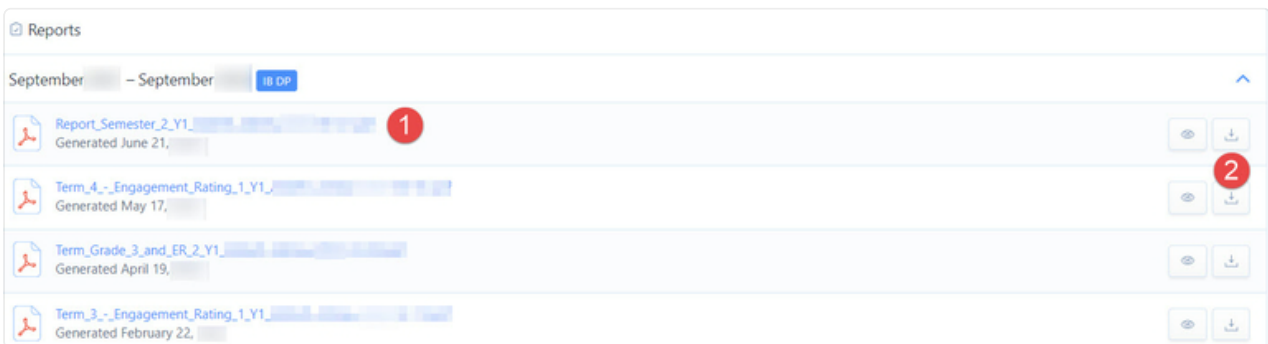 Reports
September – September IB DP
Report_Semester_2_Y1_
1
Generated June 21,
2
Term_4_-_Engagement_Rating_1_Y1_
Generated May 17,
Term_Grade_3_and_ER_2_Y1_
Generated April 19,
Term_3_-_Engagement_Rating_1_Y1_
Generated February 22,